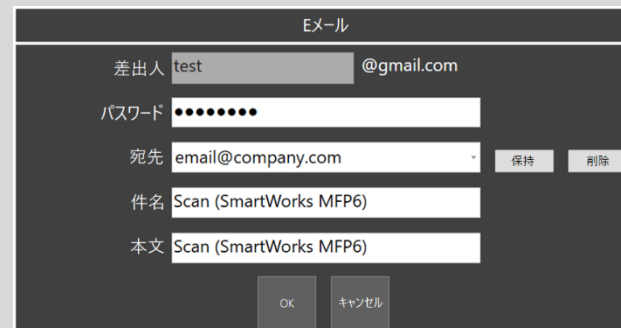 Eメール
差出人 test @gmail.com
パスワード ●●●●●●●●
宛先 email@company.com 保持 削除
件名 Scan (SmartWorks MFP6)
本文 Scan (SmartWorks MFP6)
OK キャンセル